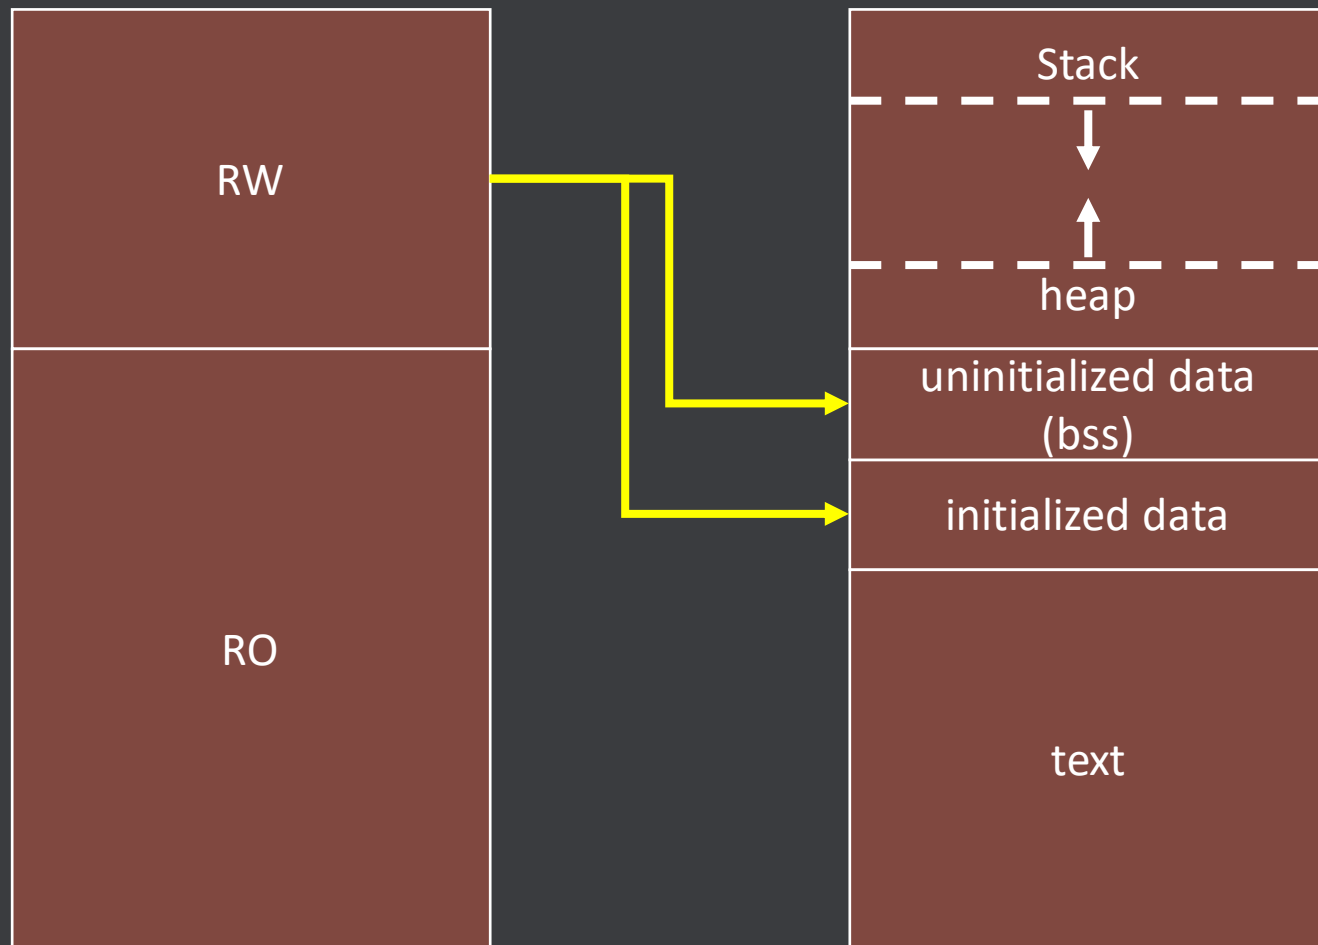 RW
RO
Stack
heap
uninitialized data
(bss)
initialized data
text